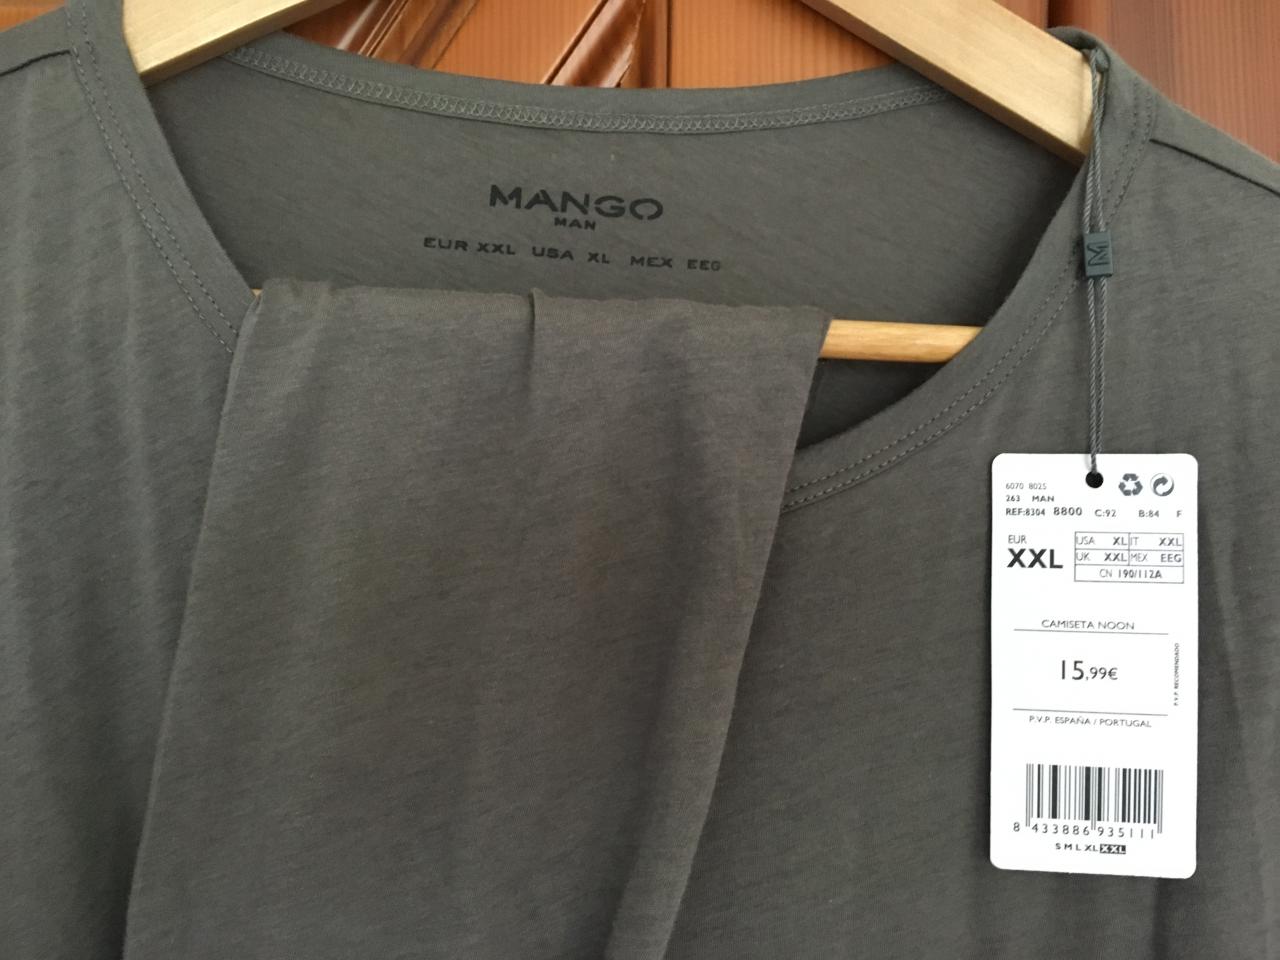 MANGO
MAN
EUR XXL USA XL MEX EEG
M
6070 8025
263 MAN
REF:8304 8800 C:92 B:84 F
EUR
XXL
USA XL IT XXL
UK XXL MEX EEG
CN 190/112A
CAMISETA NOON
15,99€
P.V.P. RECOMENDADO
P.V.P. ESPAÑA / PORTUGAL
8 433886 935111
S M L XL XXL